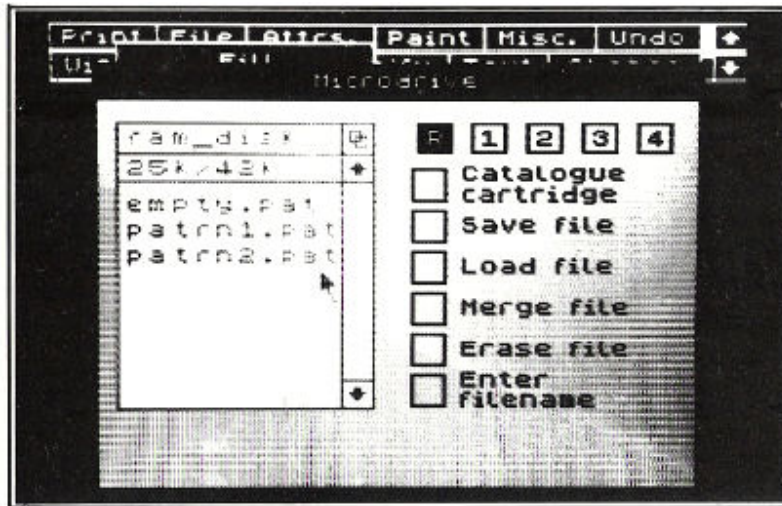 Print File Attrs. Paint Misc. Undo
Fill
Microdrive
ram_disk
25k/42k
empty.pat
patrn1.pat
patrn2.pat
R 1 2 3 4
Catalogue
cartridge
Save file
Load file
Merge file
Erase file
Enter
filename